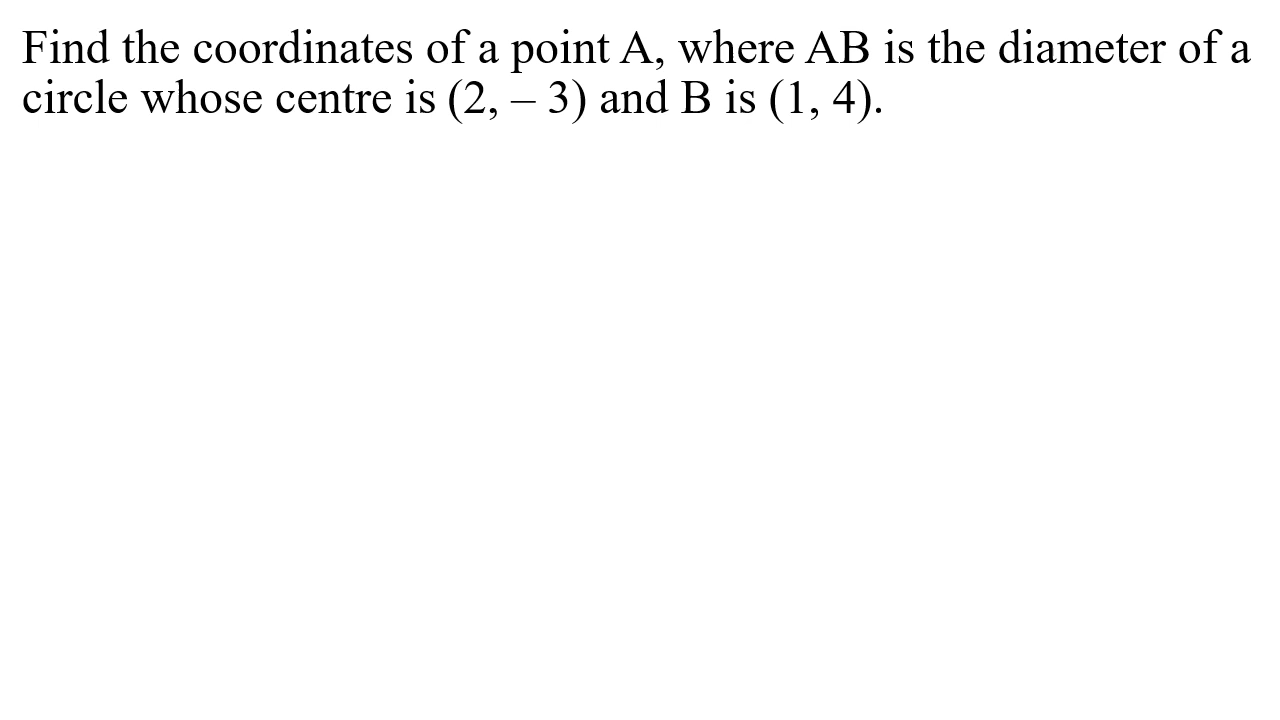 Find the coordinates of a point A, where AB is the diameter of a
circle whose centre is (2, – 3) and B is (1, 4).